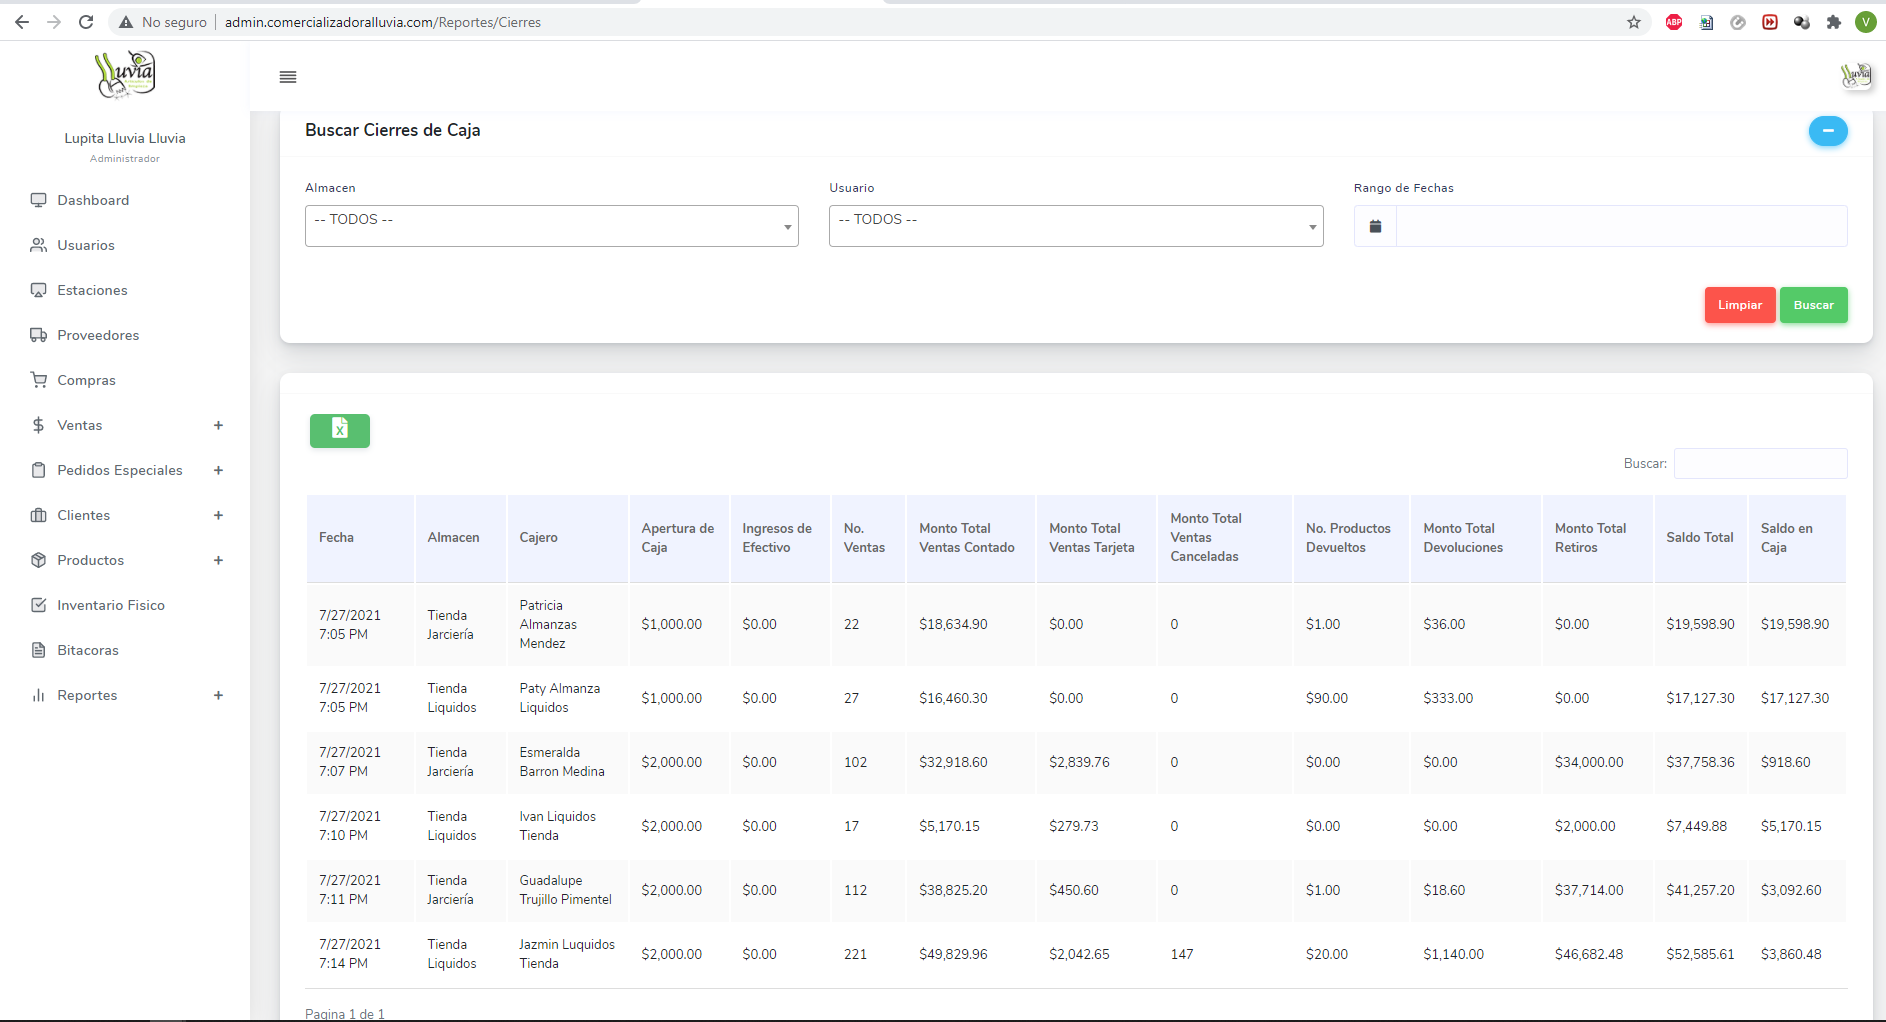 No seguro
admin.comercializadoralluvia.com/Reportes/Cierres
ABP
V
lluvia
lluvia
Lupita Lluvia Lluvia
Administrador
Dashboard
Usuarios
Estaciones
Proveedores
Compras
Ventas +
Pedidos Especiales +
Clientes +
Productos +
Inventario Fisico
Bitacoras
Reportes +
Buscar Cierres de Caja
Almacen Usuario Rango de Fechas
-- TODOS -- -- TODOS --
Limpiar Buscar
X
Buscar:
Fecha Almacen Cajero Apertura de Caja Ingresos de Efectivo No. Ventas Monto Total Ventas Contado Monto Total Ventas Tarjeta Monto Total Ventas Canceladas No. Productos Devueltos Monto Total Devoluciones Monto Total Retiros Saldo Total Saldo en Caja
7/27/2021 7:05 PM Tienda Jarciería Patricia Almanzas Mendez $1,000.00 $0.00 22 $18,634.90 $0.00 0 $1.00 $36.00 $0.00 $19,598.90 $19,598.90
7/27/2021 7:05 PM Tienda Liquidos Paty Almanza Liquidos $1,000.00 $0.00 27 $16,460.30 $0.00 0 $90.00 $333.00 $0.00 $17,127.30 $17,127.30
7/27/2021 7:07 PM Tienda Jarciería Esmeralda Barron Medina $2,000.00 $0.00 102 $32,918.60 $2,839.76 0 $0.00 $0.00 $34,000.00 $37,758.36 $918.60
7/27/2021 7:10 PM Tienda Liquidos Ivan Liquidos Tienda $2,000.00 $0.00 17 $5,170.15 $279.73 0 $0.00 $0.00 $2,000.00 $7,449.88 $5,170.15
7/27/2021 7:11 PM Tienda Jarciería Guadalupe Trujillo Pimentel $2,000.00 $0.00 112 $38,825.20 $450.60 0 $1.00 $18.60 $37,714.00 $41,257.20 $3,092.60
7/27/2021 7:14 PM Tienda Liquidos Jazmin Luquidos Tienda $2,000.00 $0.00 221 $49,829.96 $2,042.65 147 $20.00 $1,140.00 $46,682.48 $52,585.61 $3,860.48
Pagina 1 de 1